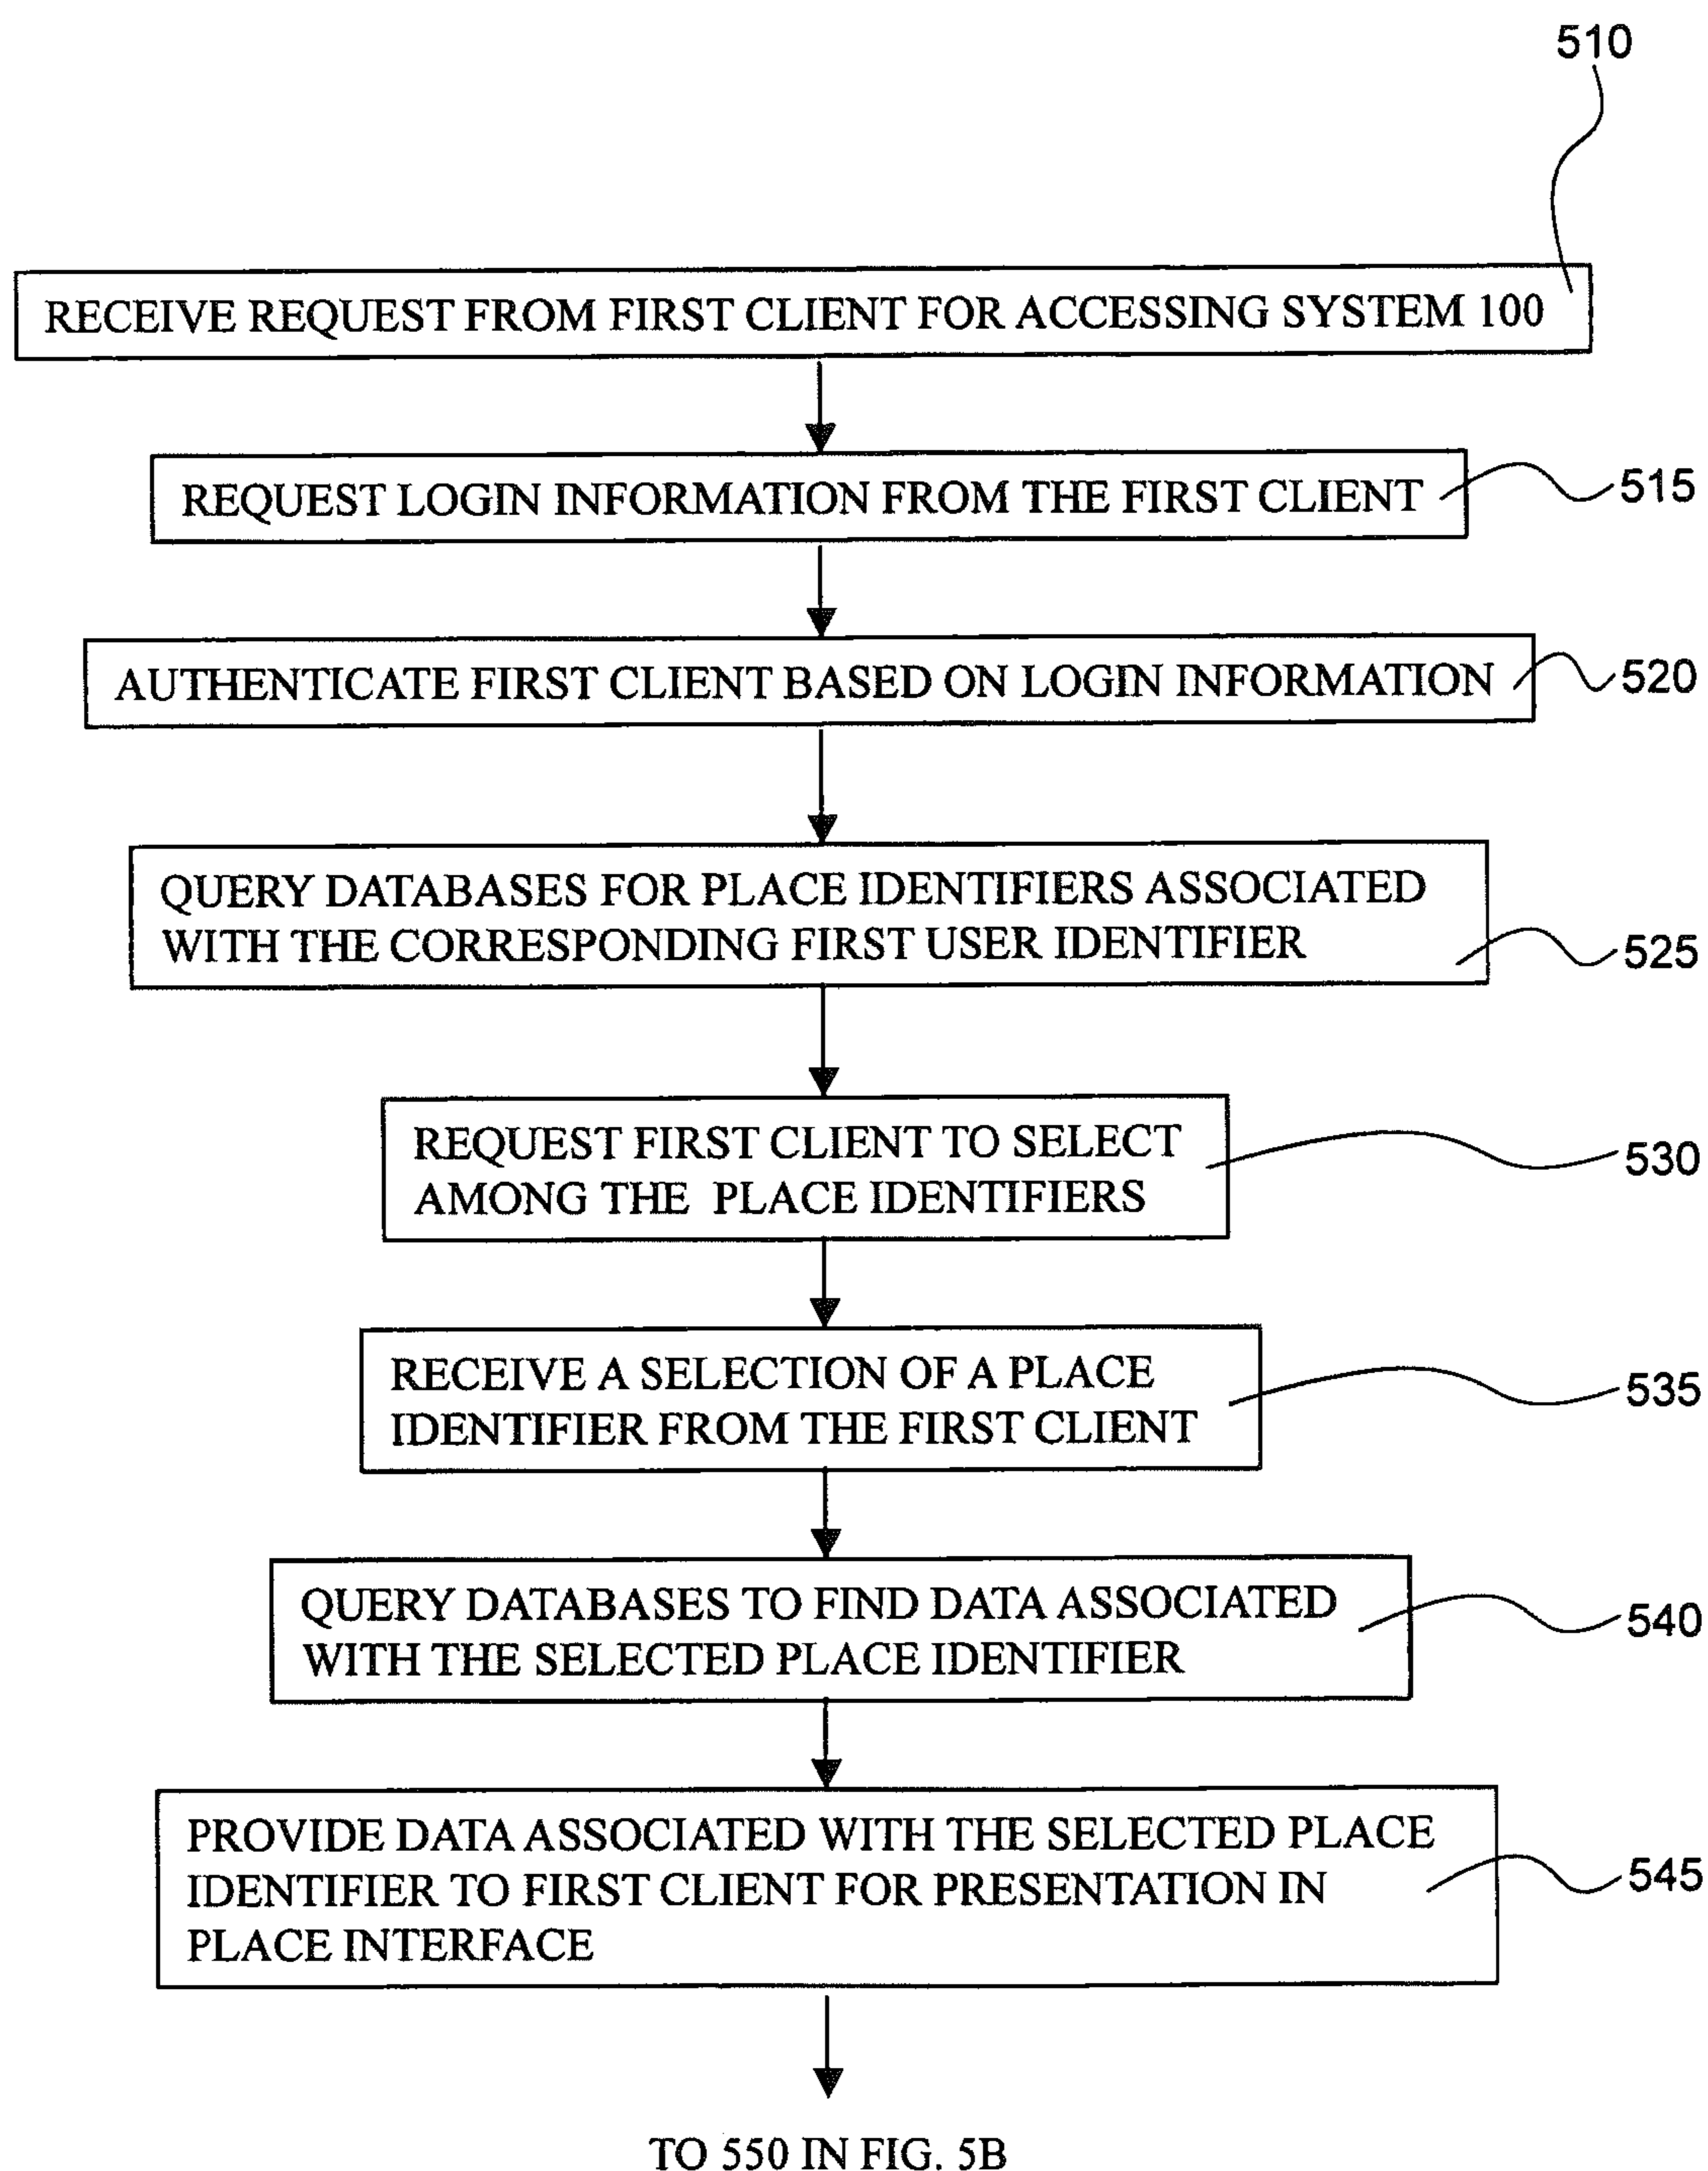 510
RECEIVE REQUEST FROM FIRST CLIENT FOR ACCESSING SYSTEM 100
REQUEST LOGIN INFORMATION FROM THE FIRST CLIENT
515
AUTHENTICATE FIRST CLIENT BASED ON LOGIN INFORMATION
520
QUERY DATABASES FOR PLACE IDENTIFIERS ASSOCIATED
WITH THE CORRESPONDING FIRST USER IDENTIFIER
525
REQUEST FIRST CLIENT TO SELECT
AMONG THE PLACE IDENTIFIERS
530
RECEIVE A SELECTION OF A PLACE
IDENTIFIER FROM THE FIRST CLIENT
535
QUERY DATABASES TO FIND DATA ASSOCIATED
WITH THE SELECTED PLACE IDENTIFIER
540
PROVIDE DATA ASSOCIATED WITH THE SELECTED PLACE
IDENTIFIER TO FIRST CLIENT FOR PRESENTATION IN
PLACE INTERFACE
545
TO 550 IN FIG. 5B